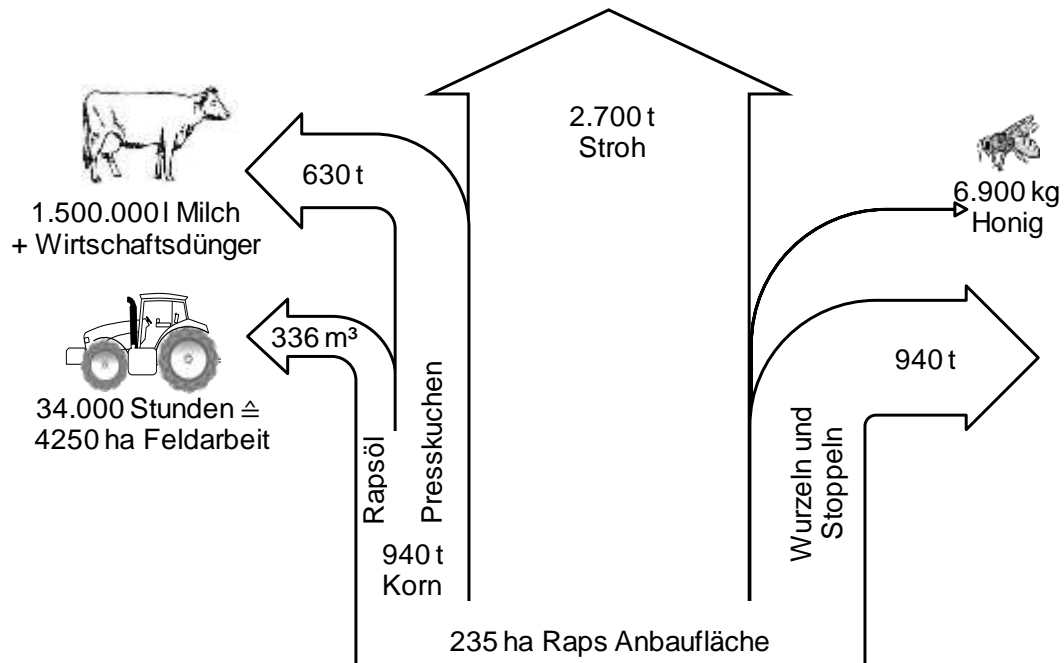 2.700 t
Stroh
630 t
1.500.000 l Milch
+ Wirtschaftsdünger
6.900 kg
Honig
336 m³
34.000 Stunden ≙
4250 ha Feldarbeit
940 t
Rapsöl
Presskuchen
Wurzeln und
Stoppeln
940 t
Korn
235 ha Raps Anbaufläche